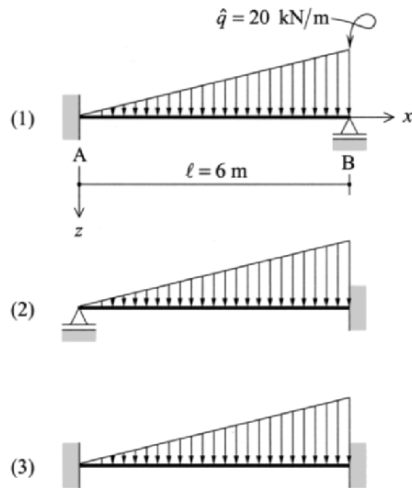 q̂ = 20 kN/m
(1)
x
A
B
ℓ = 6 m
z
(2)
(3)